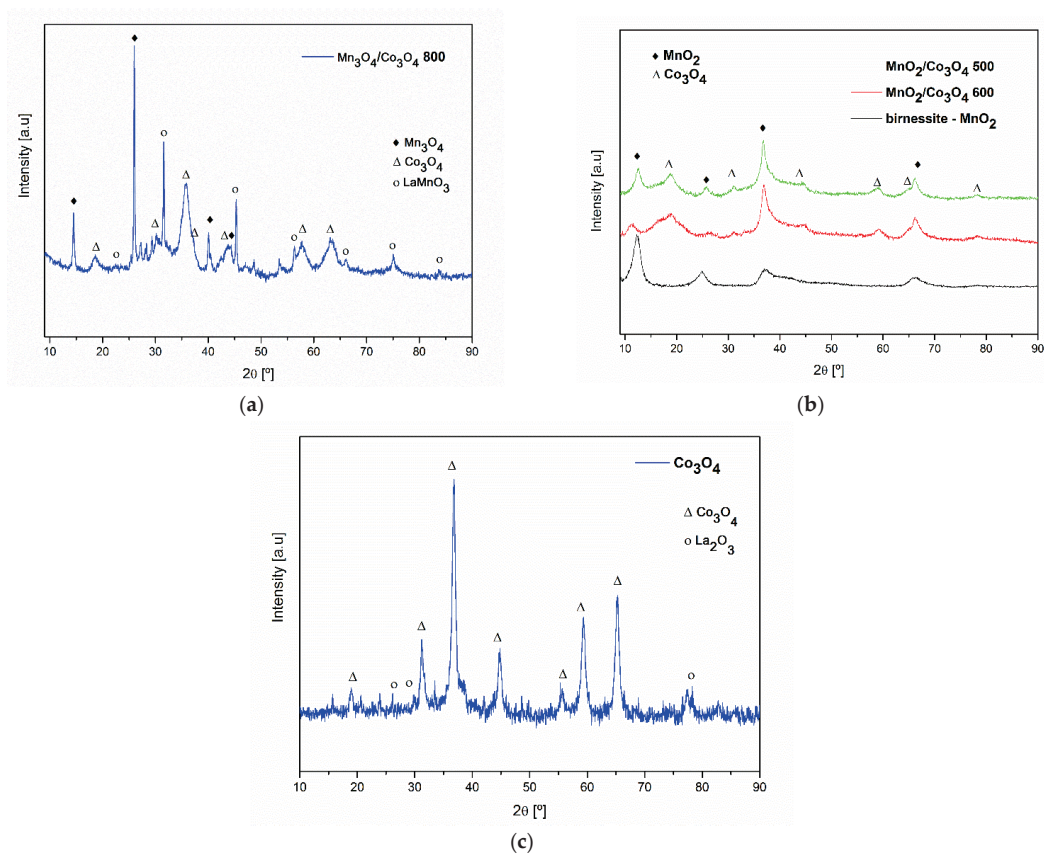 Mn3O4/Co3O4 800
♦ Mn3O4
Δ Co3O4
o LaMnO3
Intensity [a.u]
10 20 30 40 50 60 70 80 90
2θ [º]
(a)
♦ MnO2
Λ Co3O4
MnO2/Co3O4 500
MnO2/Co3O4 600
birnessite - MnO2
Intensity [a.u]
10 20 30 40 50 60 70 80 90
2θ [º]
(b)
Co3O4
Δ Co3O4
o La2O3
Intensity [a.u]
10 20 30 40 50 60 70 80 90
2θ [º]
(c)